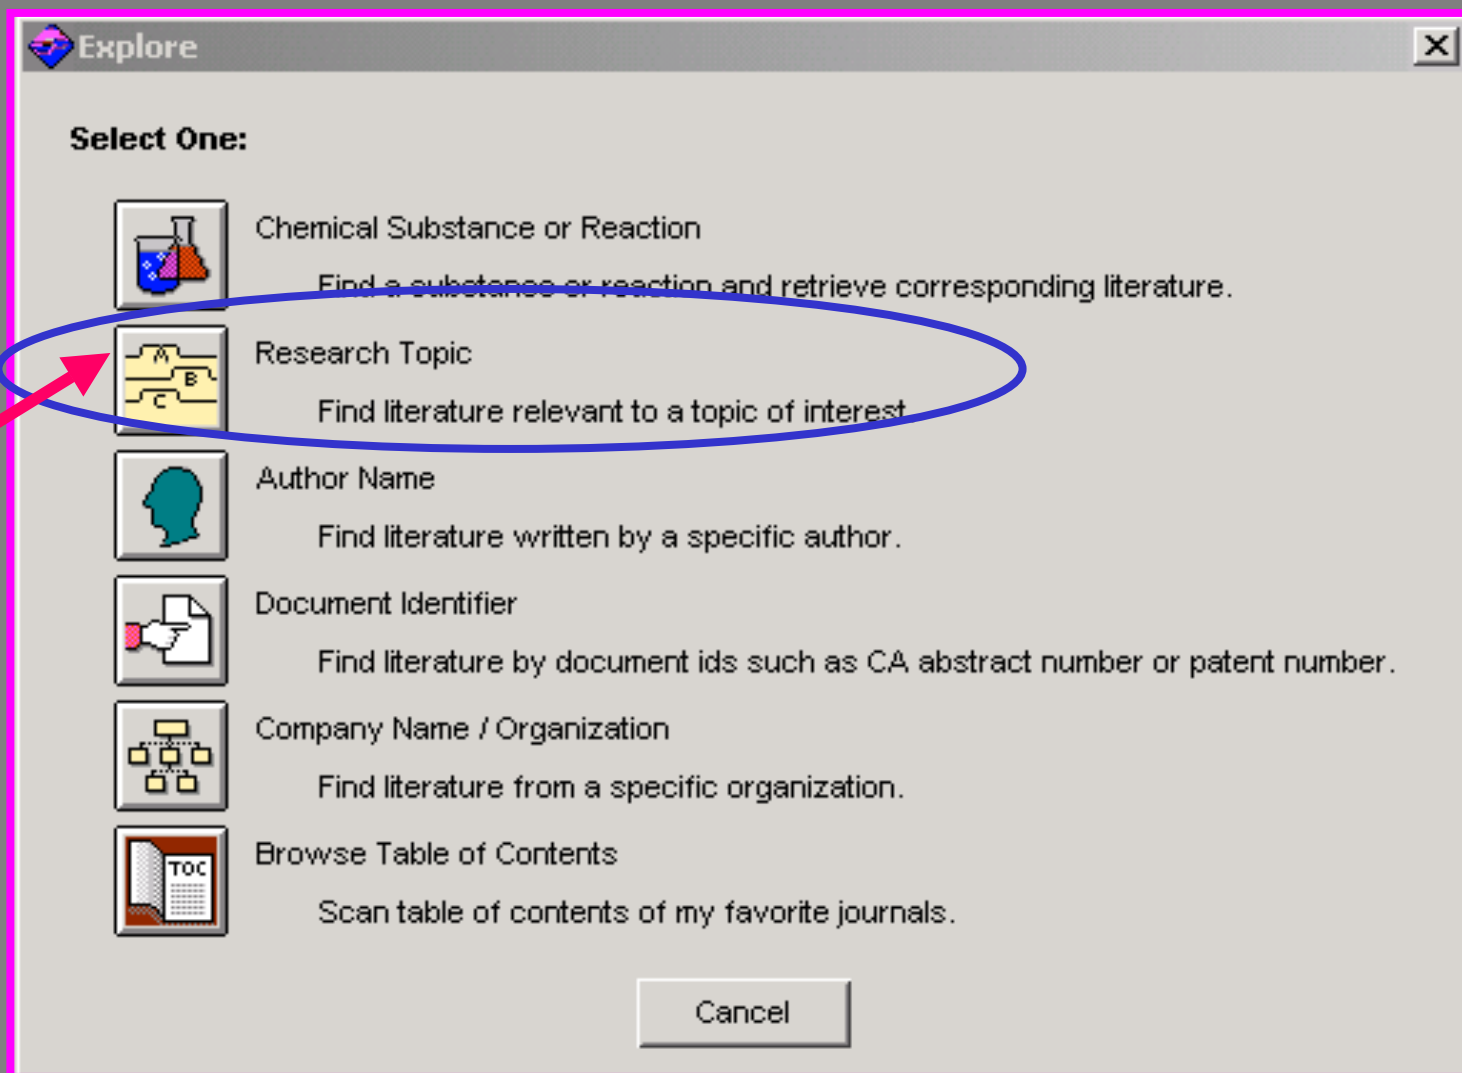 Explore
Select One:
Chemical Substance or Reaction
Find a substance or reaction and retrieve corresponding literature.
A
B
C
Research Topic
Find literature relevant to a topic of interest
Author Name
Find literature written by a specific author.
Document Identifier
Find literature by document ids such as CA abstract number or patent number.
Company Name / Organization
Find literature from a specific organization.
TOC
Browse Table of Contents
Scan table of contents of my favorite journals.
Cancel